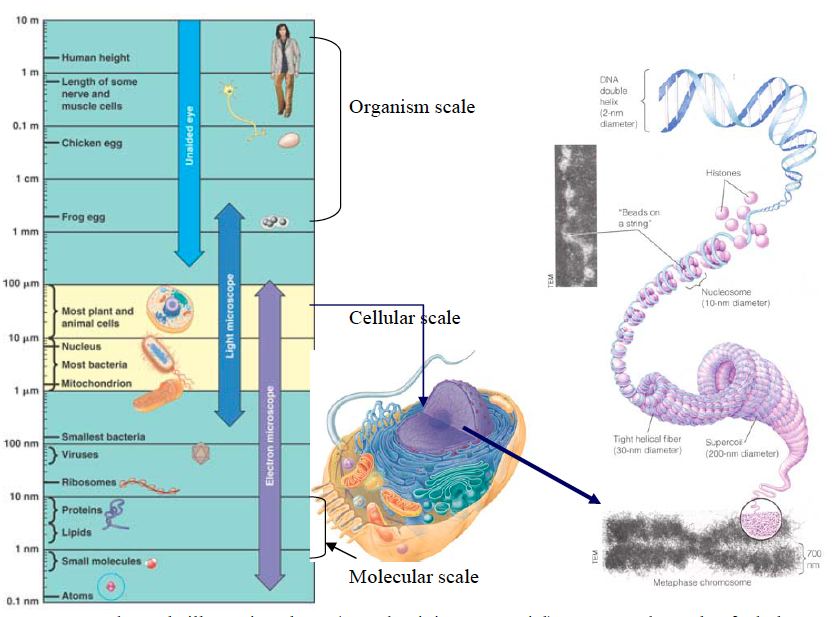 10 m
Human height
1 m
Length of some
nerve and
muscle cells
0.1 m
Chicken egg
1 cm
Frog egg
1 mm
100 μm
Most plant and
animal cells
10 μm
Nucleus
Most bacteria
Mitochondrion
1 μm
Smallest bacteria
100 nm
Viruses
Ribosomes
10 nm
Proteins
Lipids
1 nm
Small molecules
Atoms
0.1 nm
Unaided eye
Light microscope
Electron microscope
Organism scale
Cellular scale
Molecular scale
DNA
double
helix
(2-nm
diameter)
Histones
"Beads on
a string"
TEM
Nucleosome
(10-nm diameter)
Tight helical fiber
(30-nm diameter)
Supercoil
(200-nm diameter)
TEM
700
nm
Metaphase chromosome